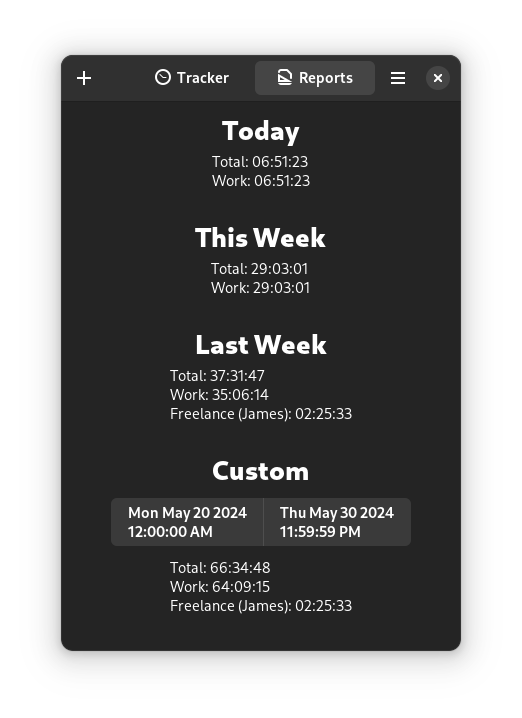 Tracker Reports
Today
Total: 06:51:23
Work: 06:51:23
This Week
Total: 29:03:01
Work: 29:03:01
Last Week
Total: 37:31:47
Work: 35:06:14
Freelance (James): 02:25:33
Custom
Mon May 20 2024 Thu May 30 2024
12:00:00 AM 11:59:59 PM
Total: 66:34:48
Work: 64:09:15
Freelance (James): 02:25:33